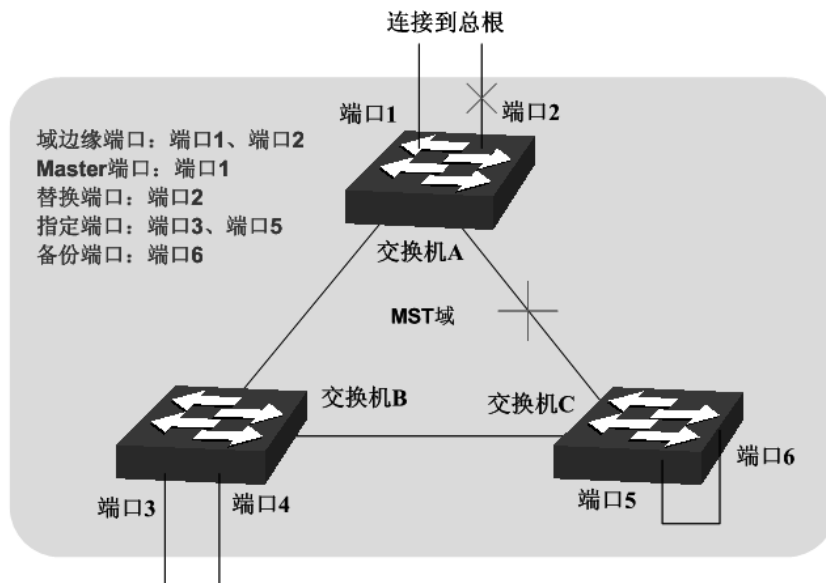 连接到总根
端口1
端口2
域边缘端口：端口1、端口2
Master端口：端口1
替换端口：端口2
指定端口：端口3、端口5
备份端口：端口6
交换机A
MST域
交换机B
交换机C
端口3
端口4
端口5
端口6